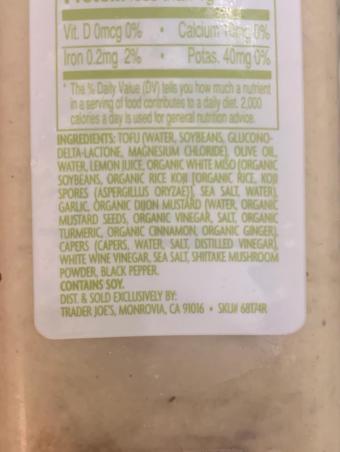 Vit. D 0mcg 0% • Calcium 10mg 0%
Iron 0.2mg 2% • Potas. 40mg 0%
* The % Daily Value (DV) tells you how much a nutrient
in a serving of food contributes to a daily diet. 2,000
calories a day is used for general nutrition advice.
INGREDIENTS: TOFU (WATER, SOYBEANS, GLUCONO-
DELTA-LACTONE, MAGNESIUM CHLORIDE), OLIVE OIL,
WATER, LEMON JUICE, ORGANIC WHITE MISO (ORGANIC
SOYBEANS, ORGANIC RICE KOJI [ORGANIC RICE, KOJI
SPORES (ASPERGILLUS ORYZAE)], SEA SALT, WATER),
GARLIC, ORGANIC DIJON MUSTARD (WATER, ORGANIC
MUSTARD SEEDS, ORGANIC VINEGAR, SALT, ORGANIC
TURMERIC, ORGANIC CINNAMON, ORGANIC GINGER),
CAPERS (CAPERS, WATER, SALT, DISTILLED VINEGAR),
WHITE WINE VINEGAR, SEA SALT, SHIITAKE MUSHROOM
POWDER, BLACK PEPPER.
CONTAINS SOY.
DIST. & SOLD EXCLUSIVELY BY:
TRADER JOE'S, MONROVIA, CA 91016 • SKU# 68174R